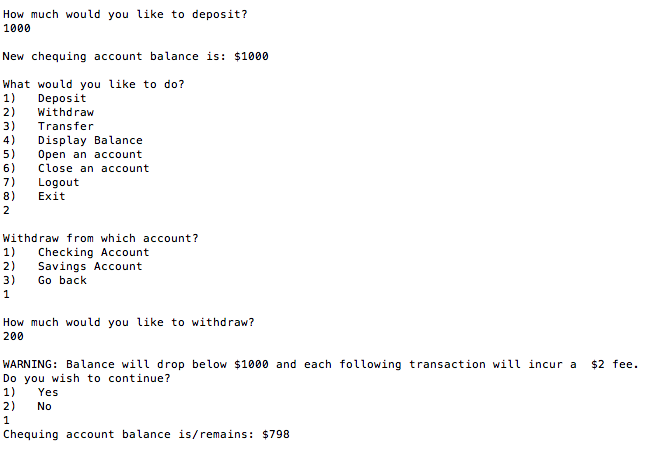 How much would you like to deposit?
1000
New chequing account balance is: $1000
What would you like to do?
1) Deposit
2) Withdraw
3) Transfer
4) Display Balance
5) Open an account
6) Close an account
7) Logout
8) Exit
2
Withdraw from which account?
1) Checking Account
2) Savings Account
3) Go back
1
How much would you like to withdraw?
200
WARNING: Balance will drop below $1000 and each following transaction will incur a  $2 fee.
Do you wish to continue?
1) Yes
2) No
1
Chequing account balance is/remains: $798